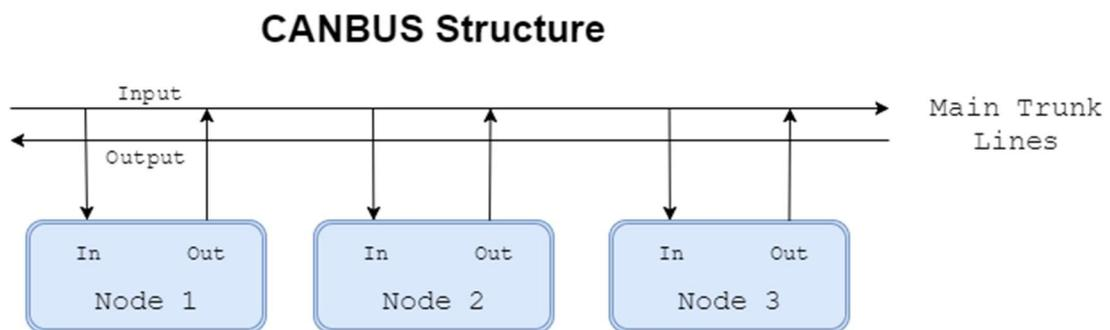 CANBUS Structure
Input
Main Trunk
Lines
Output
In Out
Node 1
In Out
Node 2
In Out
Node 3